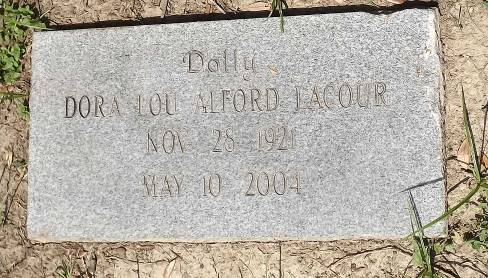 Dolly
DORA LOU ALFORD LACOUR
NOV 28 1921
MAY 10 2004